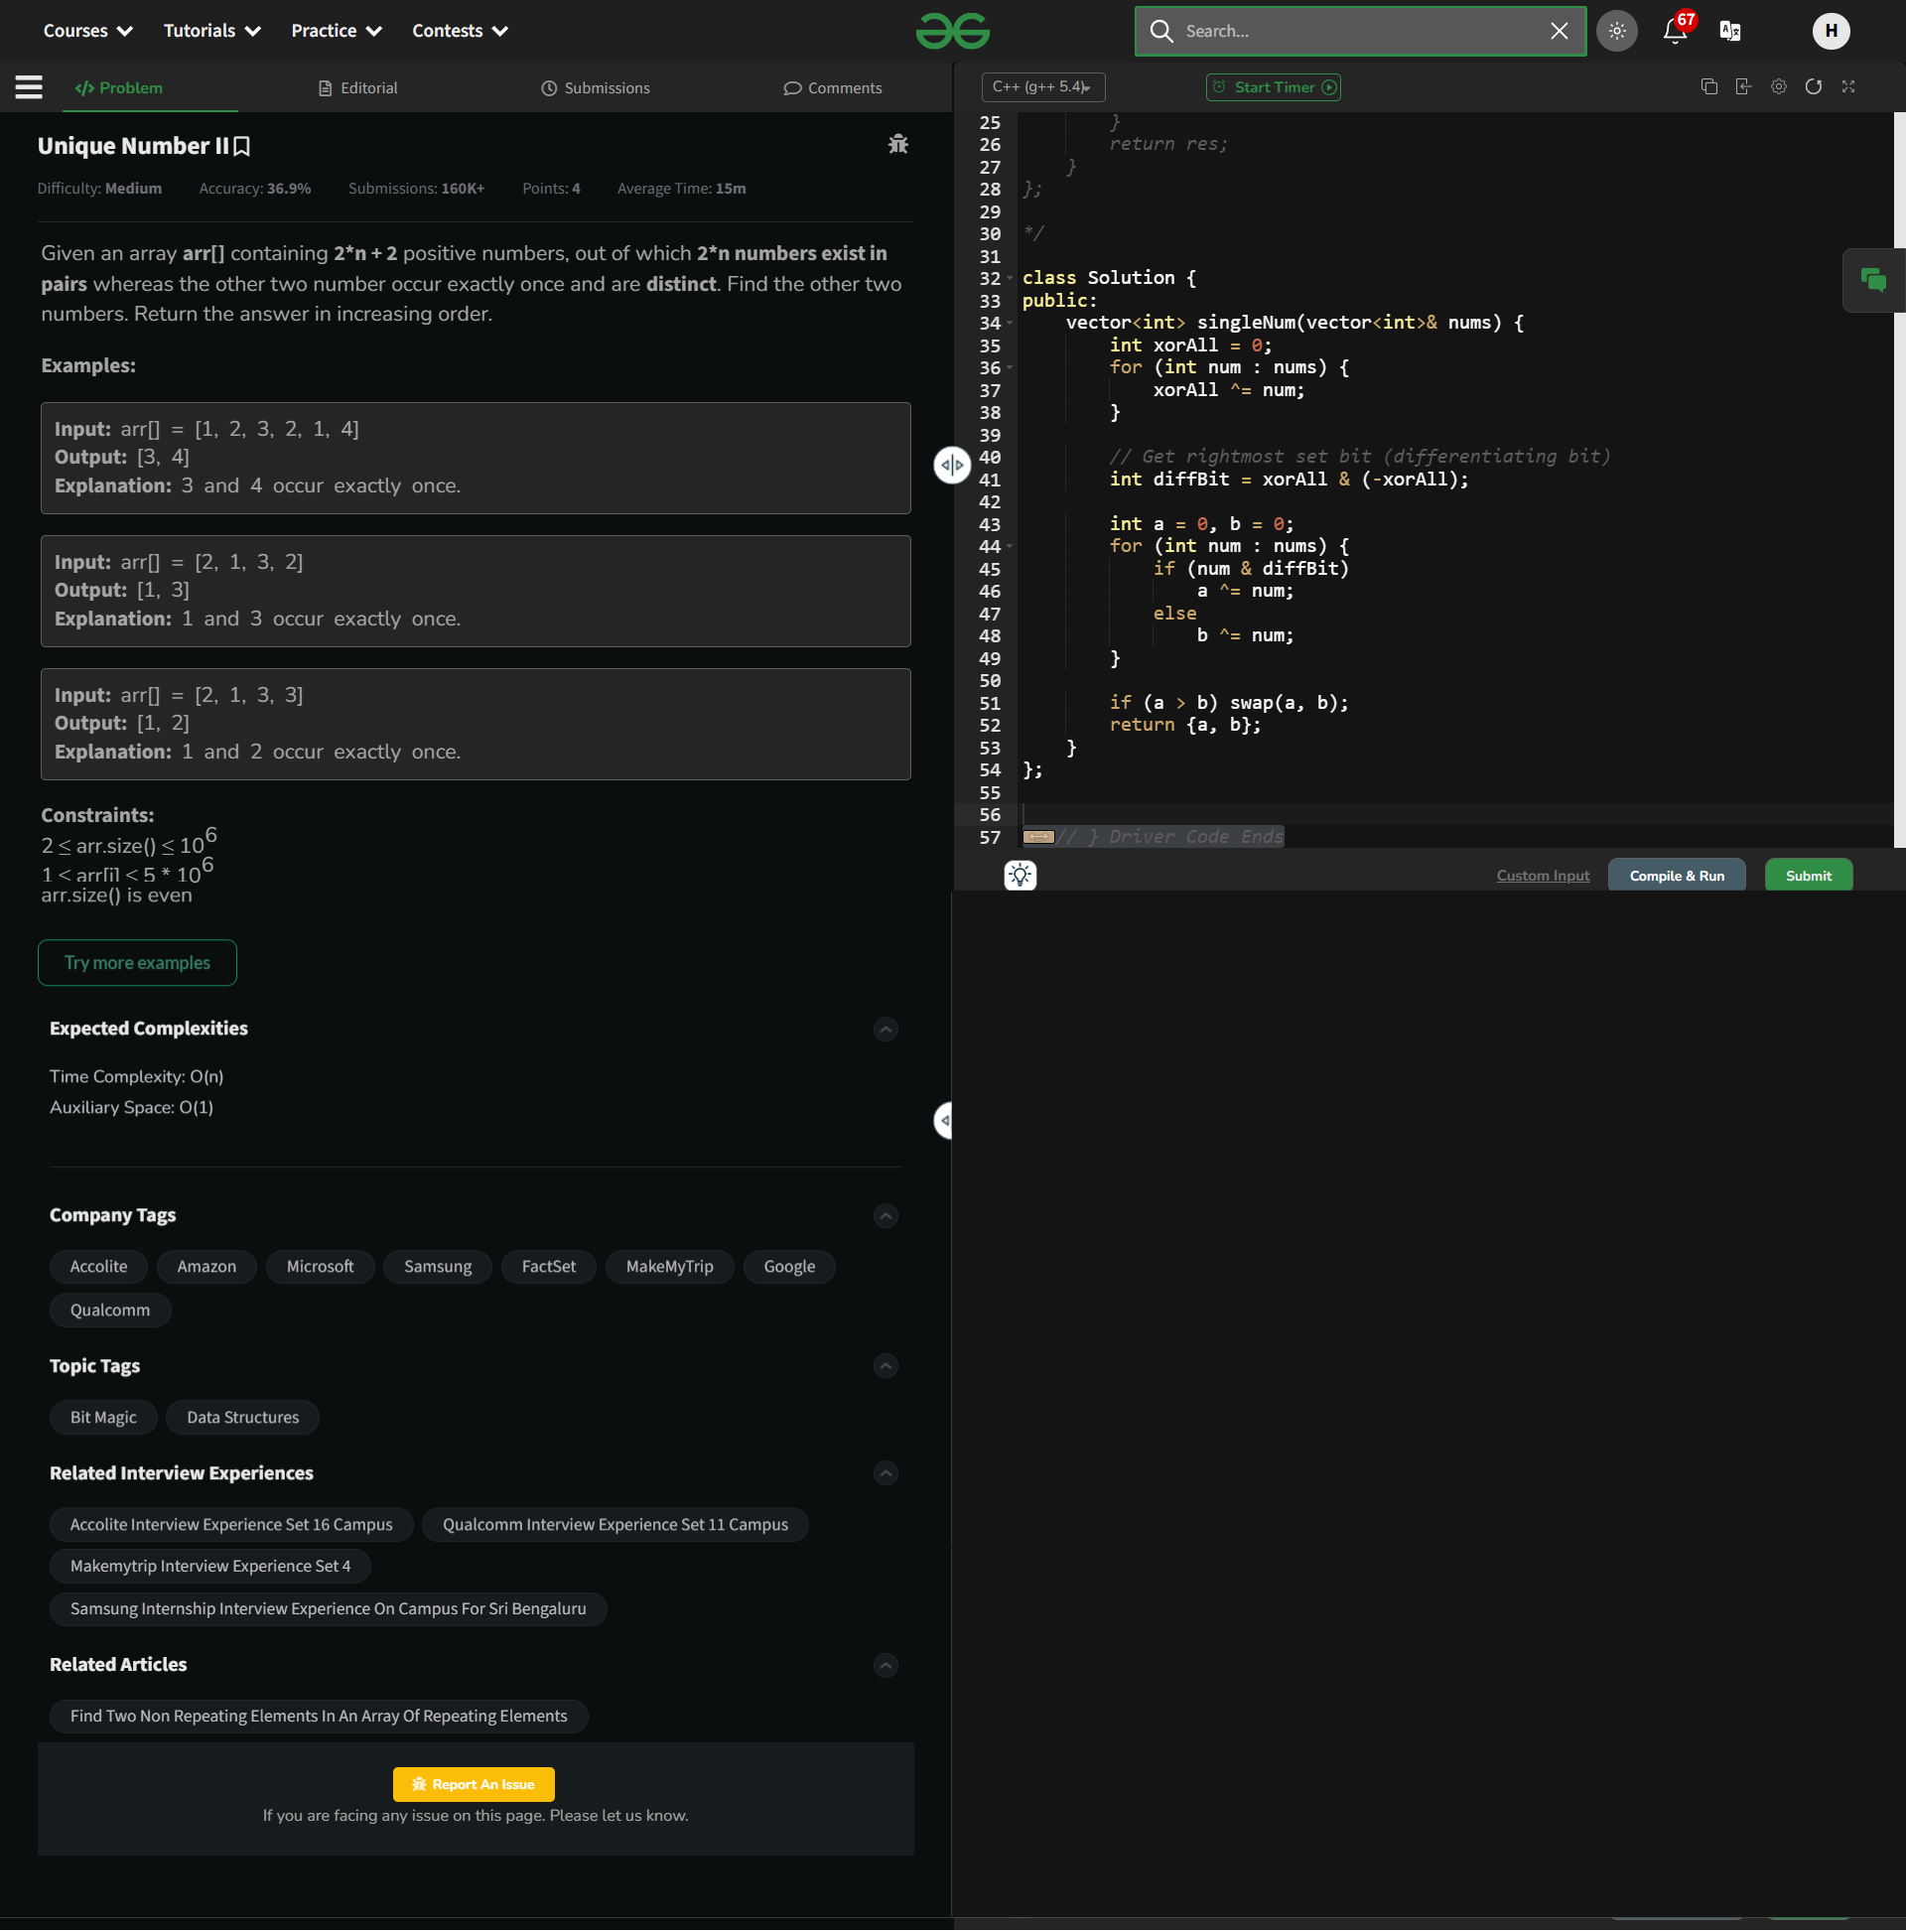 Courses Tutorials Practice Contests Search... 67 H
</> Problem Editorial Submissions Comments
Unique Number II
Difficulty: Medium Accuracy: 36.9% Submissions: 160K+ Points: 4 Average Time: 15m
Given an array arr[] containing 2*n + 2 positive numbers, out of which 2*n numbers exist in
pairs whereas the other two number occur exactly once and are distinct. Find the other two
numbers. Return the answer in increasing order.
Examples:
Input: arr[] = [1, 2, 3, 2, 1, 4]
Output: [3, 4]
Explanation: 3 and 4 occur exactly once.
Input: arr[] = [2, 1, 3, 2]
Output: [1, 3]
Explanation: 1 and 3 occur exactly once.
Input: arr[] = [2, 1, 3, 3]
Output: [1, 2]
Explanation: 1 and 2 occur exactly once.
Constraints:
2 ≤ arr.size() ≤ 10^6
1 ≤ arr[i] ≤ 5 * 10^6
arr.size() is even
Try more examples
Expected Complexities
Time Complexity: O(n)
Auxiliary Space: O(1)
Company Tags
Accolite Amazon Microsoft Samsung FactSet MakeMyTrip Google
Qualcomm
Topic Tags
Bit Magic Data Structures
Related Interview Experiences
Accolite Interview Experience Set 16 Campus Qualcomm Interview Experience Set 11 Campus
Makemytrip Interview Experience Set 4
Samsung Internship Interview Experience On Campus For Sri Bengaluru
Related Articles
Find Two Non Repeating Elements In An Array Of Repeating Elements
Report An Issue
If you are facing any issue on this page. Please let us know.
C++ (g++ 5.4) Start Timer
25 }
26 return res;
27 }
28 };
29
30 */
31
32 class Solution {
33 public:
34 vector<int> singleNum(vector<int>& nums) {
35 int xorAll = 0;
36 for (int num : nums) {
37 xorAll ^= num;
38 }
39
40 // Get rightmost set bit (differentiating bit)
41 int diffBit = xorAll & (-xorAll);
42
43 int a = 0, b = 0;
44 for (int num : nums) {
45 if (num & diffBit)
46 a ^= num;
47 else
48 b ^= num;
49 }
50
51 if (a > b) swap(a, b);
52 return {a, b};
53 }
54 };
55
56
57 // } Driver Code Ends
Custom Input Compile & Run Submit